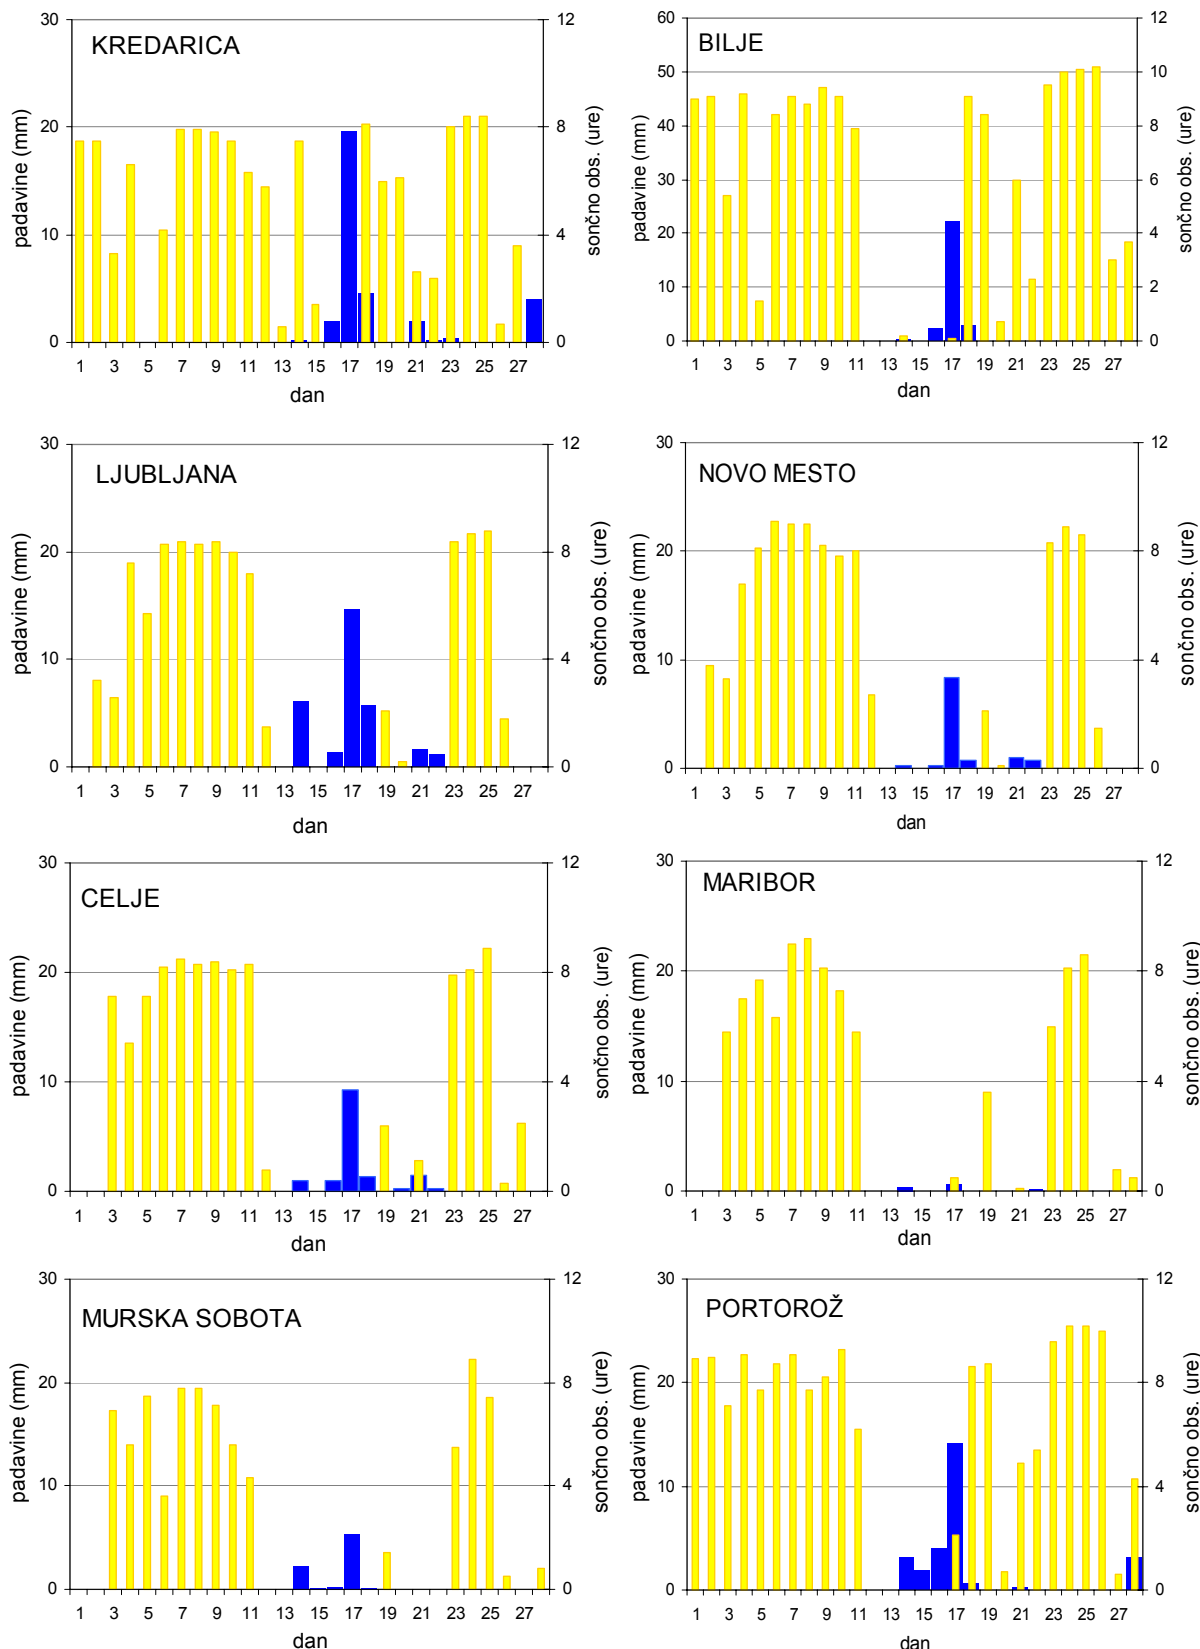 KREDARICA
padavine (mm)
30
20
10
0
12
8
4
0
sončno obs. (ure)
1 3 5 7 9 11 13 15 17 19 21 23 25 27
dan
BILJE
padavine (mm)
60
50
40
30
20
10
0
12
10
8
6
4
2
0
sončno obs. (ure)
1 3 5 7 9 11 13 15 17 19 21 23 25 27
dan
LJUBLJANA
padavine (mm)
30
20
10
0
12
8
4
0
sončno obs. (ure)
1 3 5 7 9 11 13 15 17 19 21 23 25 27
dan
NOVO MESTO
padavine (mm)
30
20
10
0
12
8
4
0
sončno obs. (ure)
1 3 5 7 9 11 13 15 17 19 21 23 25 27
dan
CELJE
padavine (mm)
30
20
10
0
12
8
4
0
sončno obs. (ure)
1 3 5 7 9 11 13 15 17 19 21 23 25 27
dan
MARIBOR
padavine (mm)
30
20
10
0
12
8
4
0
sončno obs. (ure)
1 3 5 7 9 11 13 15 17 19 21 23 25 27
dan
MURSKA SOBOTA
padavine (mm)
30
20
10
0
12
8
4
0
sončno obs. (ure)
1 3 5 7 9 11 13 15 17 19 21 23 25 27
dan
PORTOROŽ
padavine (mm)
30
20
10
0
12
8
4
0
sončno obs. (ure)
1 3 5 7 9 11 13 15 17 19 21 23 25 27
dan